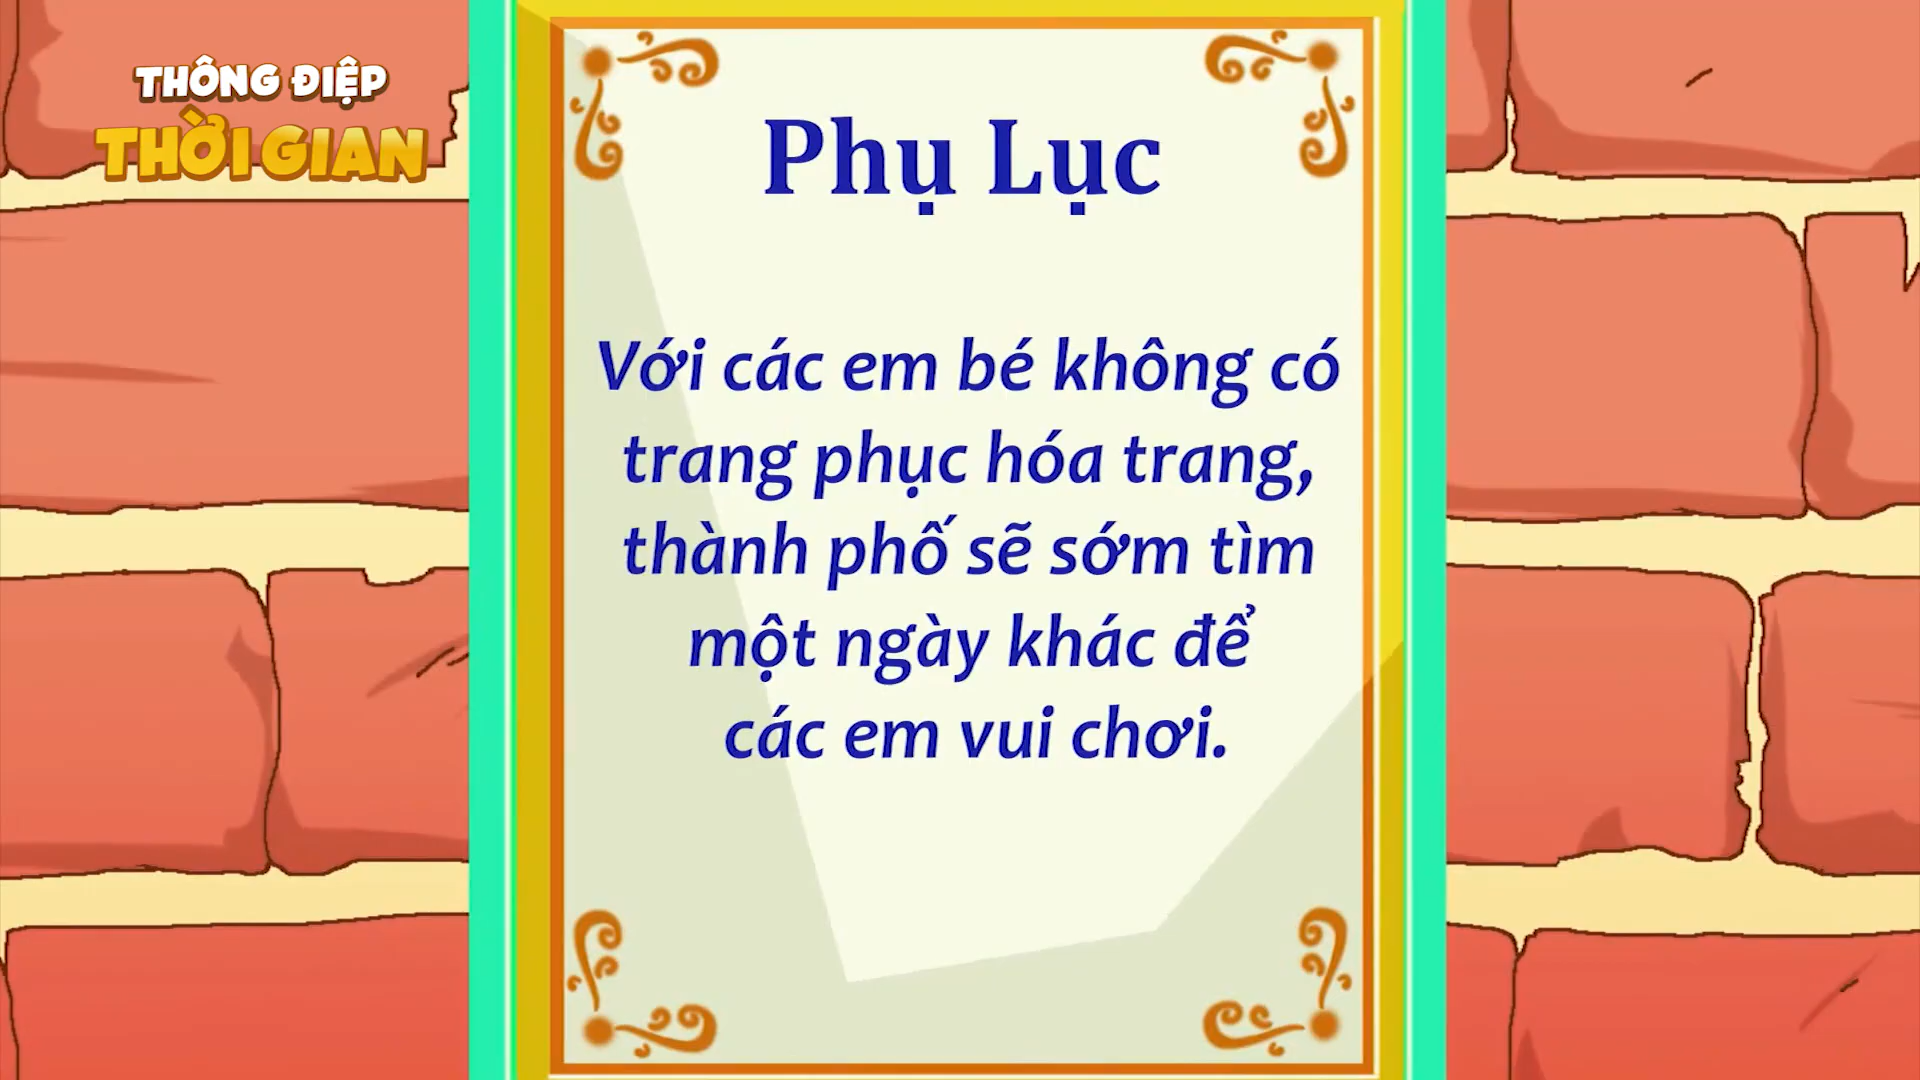 THÔNG ĐIỆP
THỜI GIAN
Phụ Lục
Với các em bé không có
trang phục hóa trang,
thành phố sẽ sớm tìm
một ngày khác để
các em vui chơi.